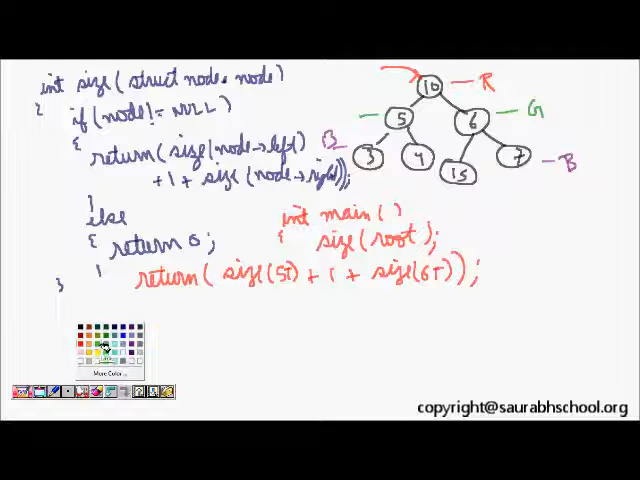 int size( struct node * node)
{
if (node != NULL )
{
return( size(node->left)
+1 + size (node->right));
}
else
{ return 0 ;
}
}
int main ( )
{ size (root );
return( size(5T) + 1 + size(6T) );
10 — R
5
6 — G
B 3
4
15
7 — B
More Color...
copyright@saurabhschool.org